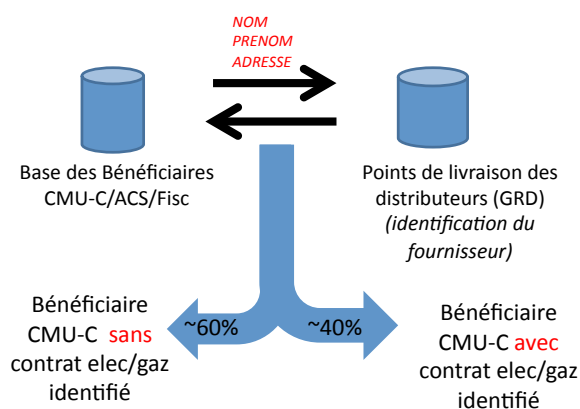 NOM
PRENOM
ADRESSE
Base des Bénéficiaires
CMU-C/ACS/Fisc
Points de livraison des
distributeurs (GRD)
(identification du
fournisseur)
Bénéficiaire
CMU-C sans
contrat elec/gaz
identifié
~60%
~40%
Bénéficiaire
CMU-C avec
contrat elec/gaz
identifié